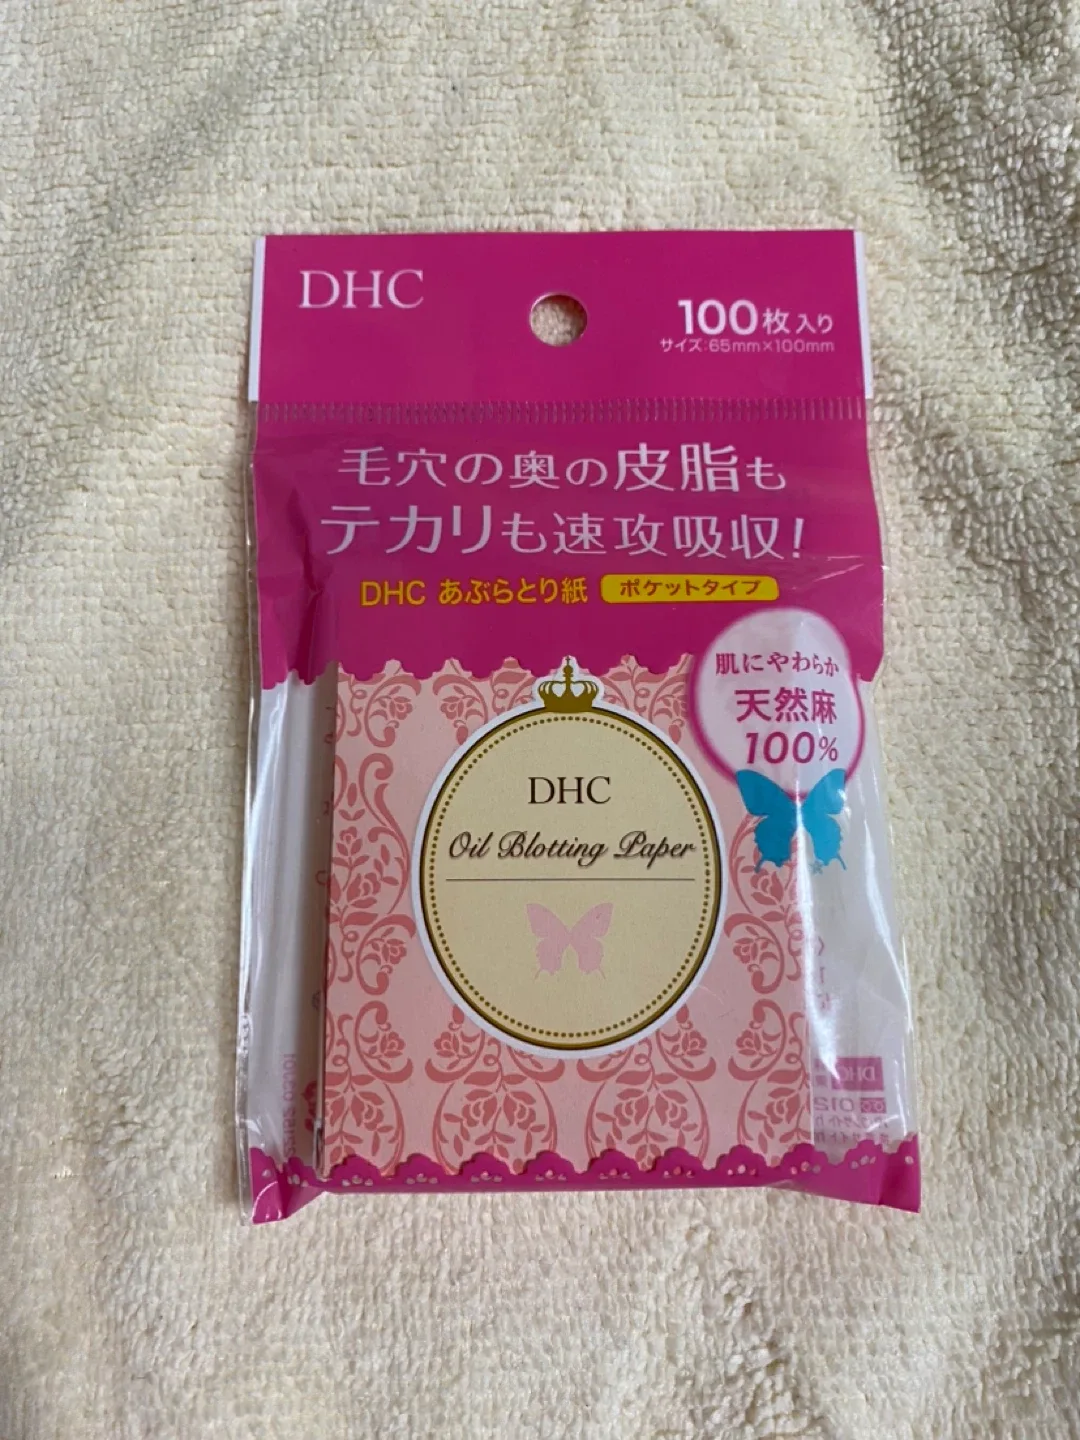 DHC
100枚入り
サイズ:65mm×100mm
毛穴の奥の皮脂も
テカリも速攻吸収!
DHC あぶらとり紙 ポケットタイプ
肌にやわらか
天然麻
100%
DHC
Oil Blotting Paper